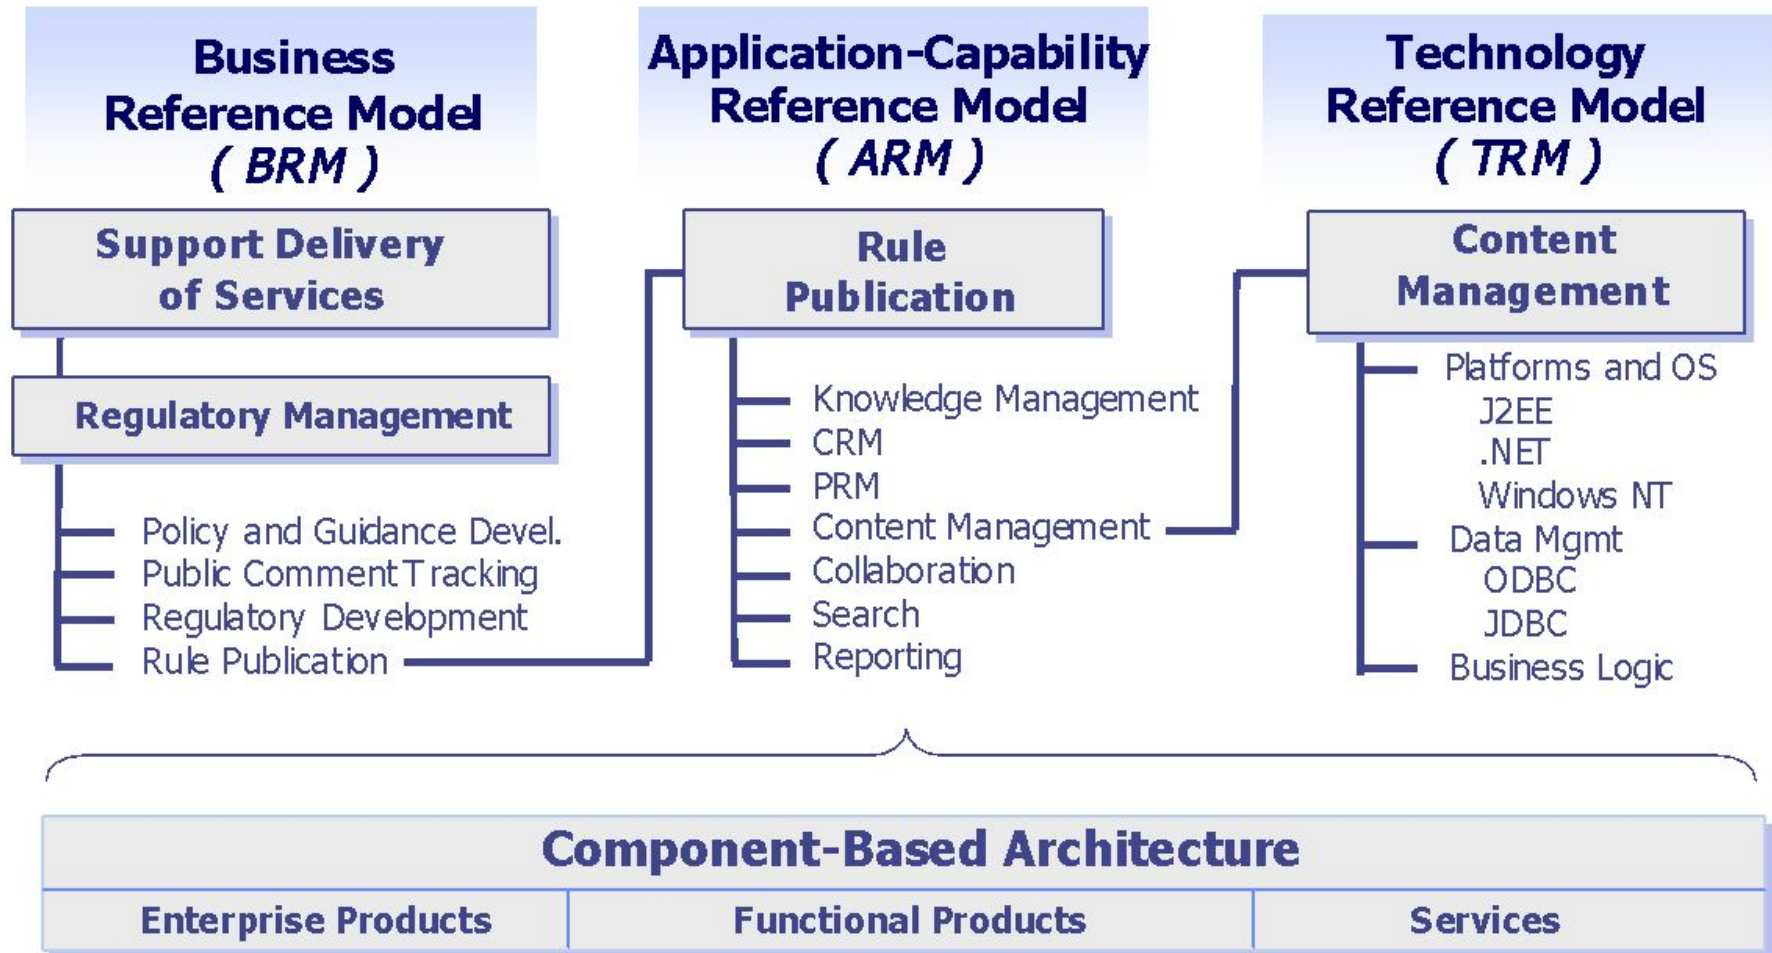 Business
Reference Model
( BRM )
Support Delivery
of Services
Regulatory Management
Policy and Guidance Devel.
Public Comment Tracking
Regulatory Development
Rule Publication
Application-Capability
Reference Model
( ARM )
Rule
Publication
Knowledge Management
CRM
PRM
Content Management
Collaboration
Search
Reporting
Technology
Reference Model
( TRM )
Content
Management
Platforms and OS
J2EE
.NET
Windows NT
Data Mgmt
ODBC
JDBC
Business Logic
Component-Based Architecture
Enterprise Products
Functional Products
Services